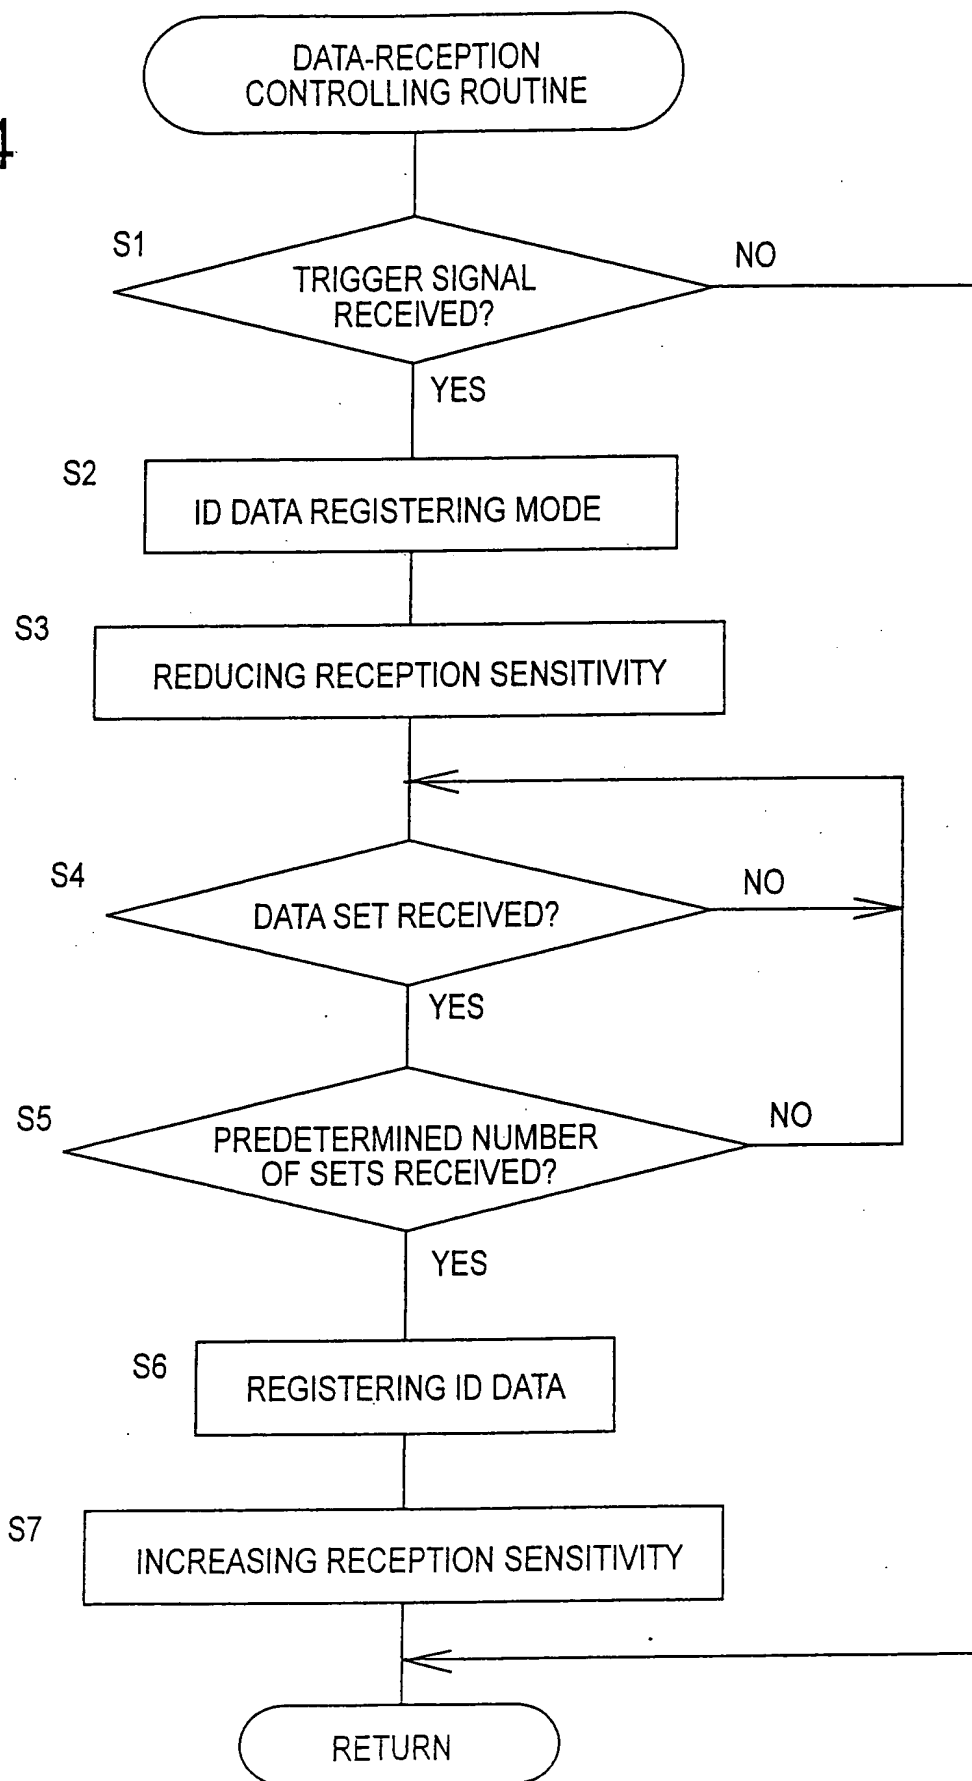 DATA-RECEPTION
CONTROLLING ROUTINE
4
S1
TRIGGER SIGNAL
RECEIVED?
NO
YES
S2
ID DATA REGISTERING MODE
S3
REDUCING RECEPTION SENSITIVITY
S4
DATA SET RECEIVED?
NO
YES
S5
PREDETERMINED NUMBER
OF SETS RECEIVED?
NO
YES
S6
REGISTERING ID DATA
S7
INCREASING RECEPTION SENSITIVITY
RETURN